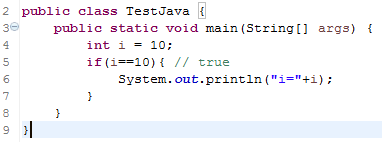 2 public class TestJava {
3     public static void main(String[] args) {
4         int i = 10;
5         if(i==10){ // true
6             System.out.println("i="+i);
7         }
8     }
9 }